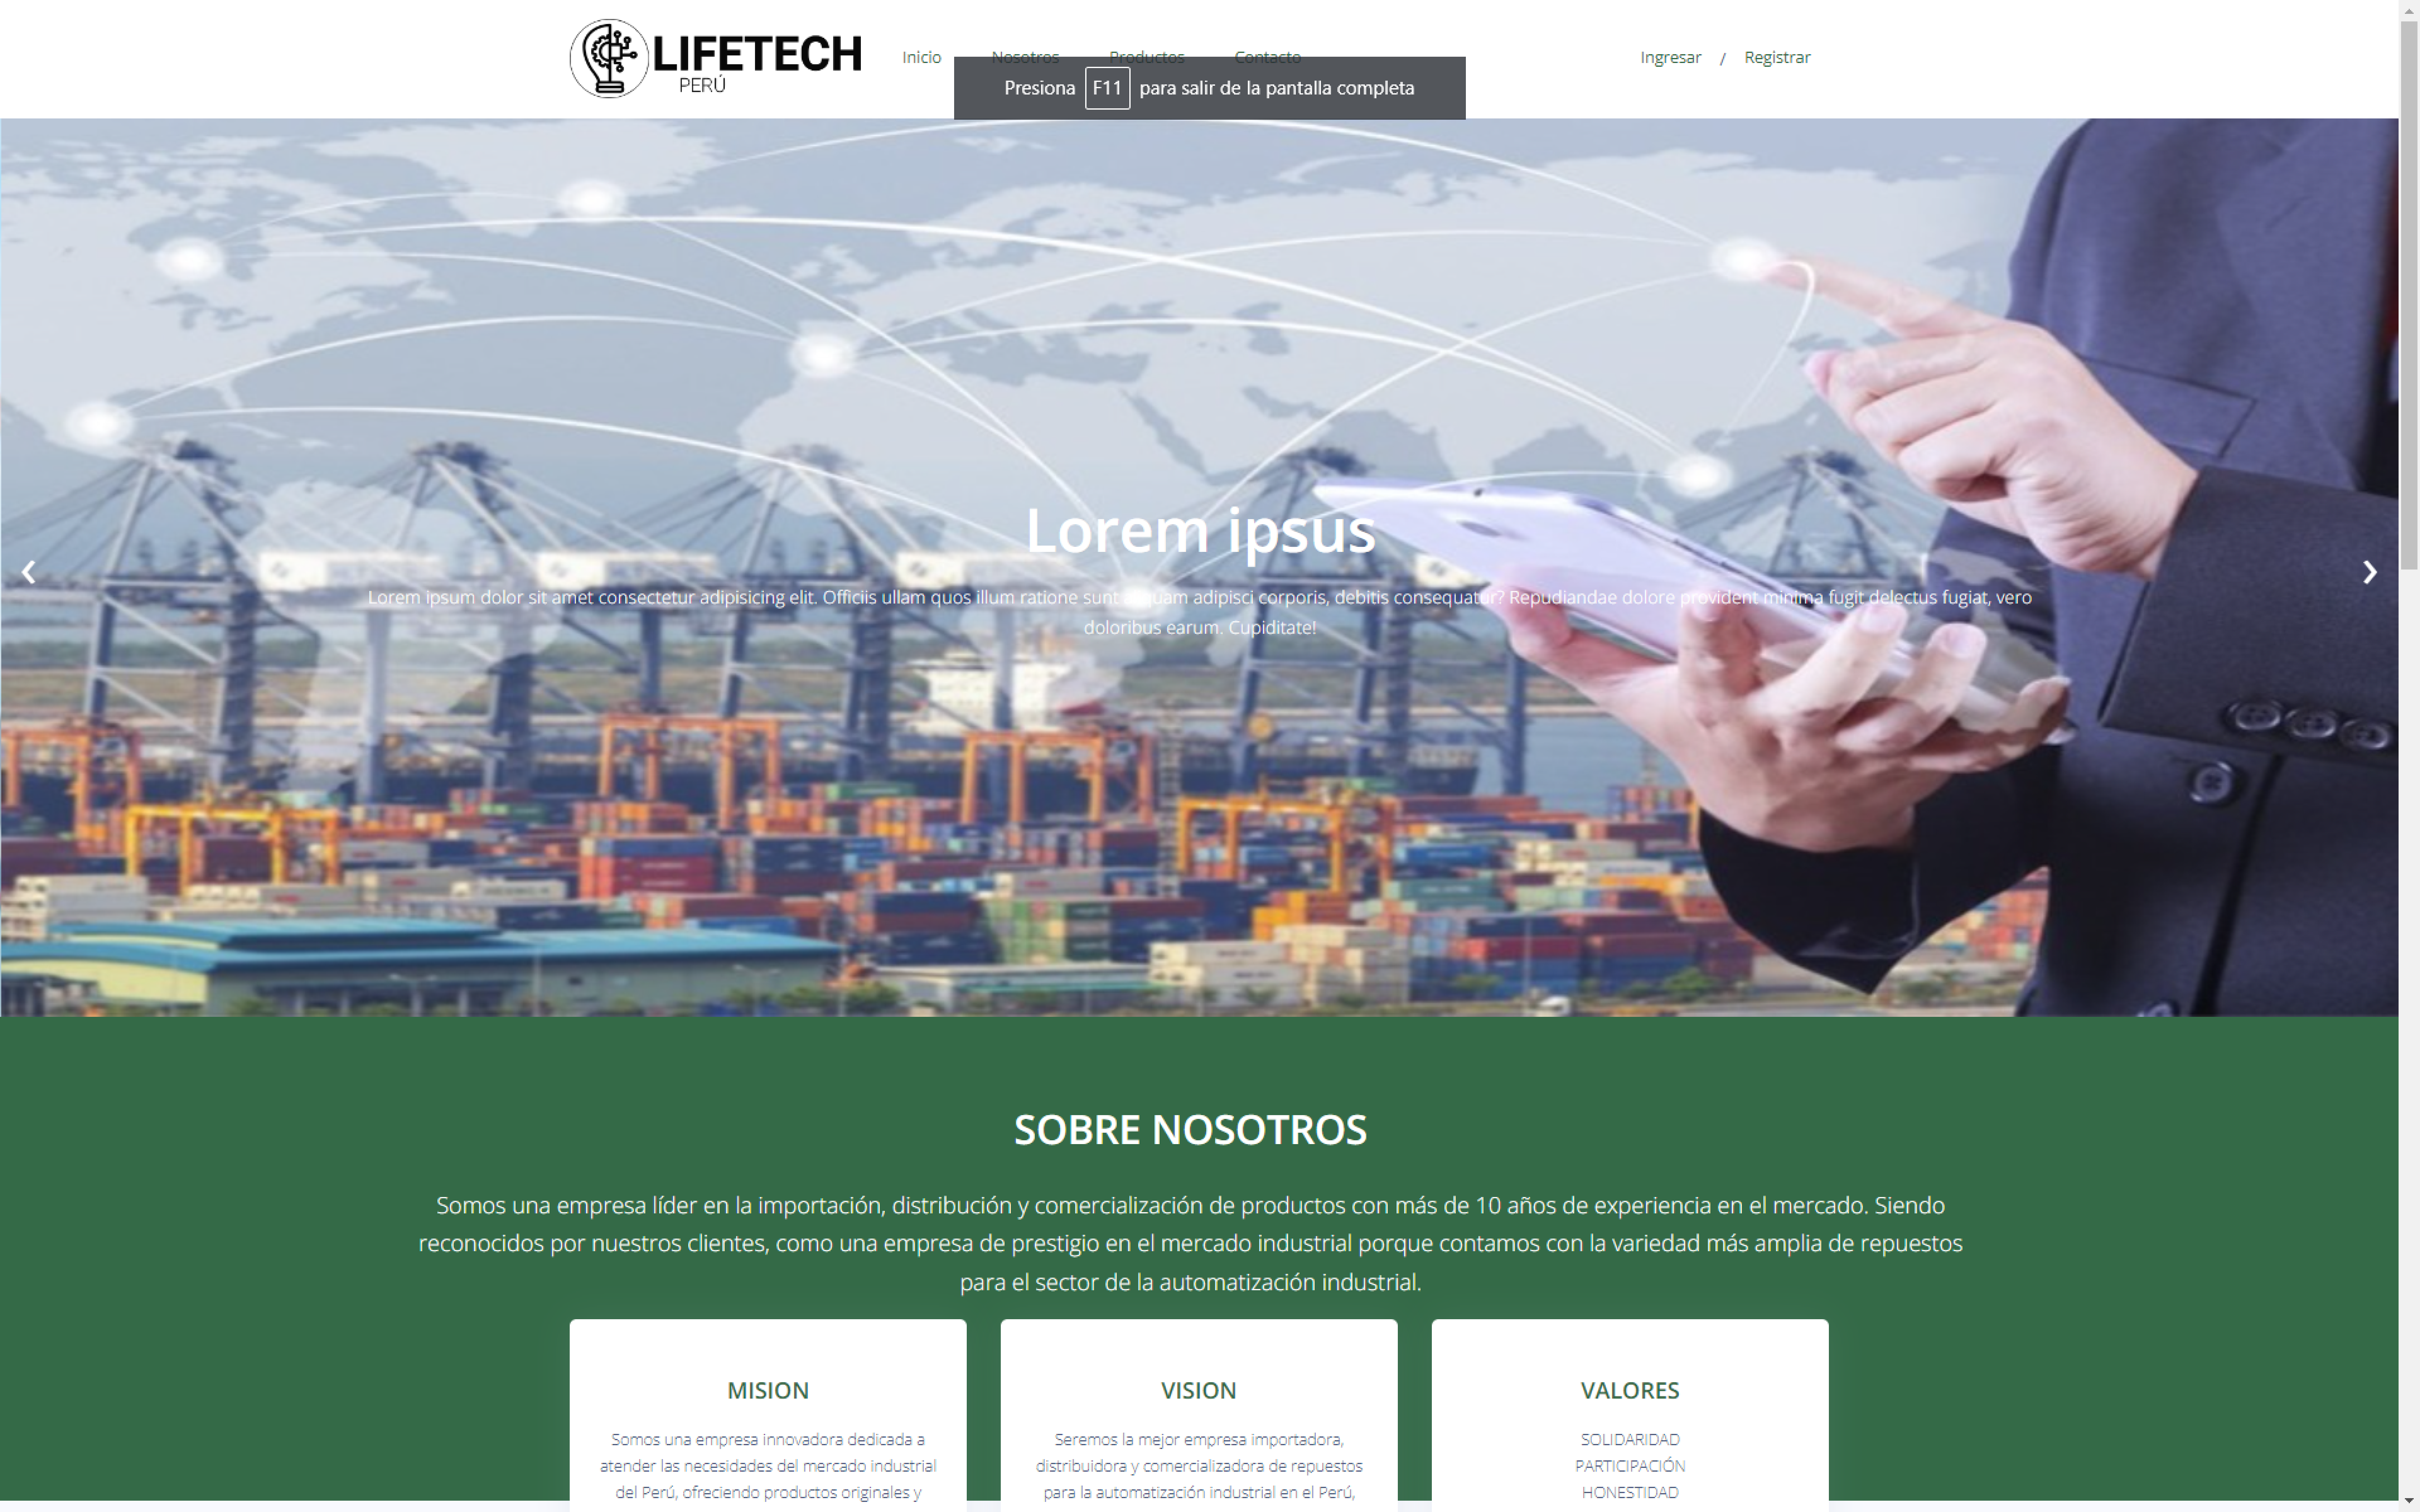 LIFETECH
PERÚ
Inicio
Nosotros
Productos
Contacto
Ingresar / Registrar
Presiona F11 para salir de la pantalla completa
Lorem ipsus
Lorem ipsum dolor sit amet consectetur adipisicing elit. Officiis ullam quos illum ratione sunt adipisci corporis, debitis consequatur? Repudiandae dolore provident minima fugit delectus fugiat, vero
doloribus earum. Cupiditate!
SOBRE NOSOTROS
Somos una empresa líder en la importación, distribución y comercialización de productos con más de 10 años de experiencia en el mercado. Siendo
reconocidos por nuestros clientes, como una empresa de prestigio en el mercado industrial porque contamos con la variedad más amplia de repuestos
para el sector de la automatización industrial.
MISION
Somos una empresa innovadora dedicada a
atender las necesidades del mercado industrial
del Perú, ofreciendo productos originales y
VISION
Seremos la mejor empresa importadora,
distribuidora y comercializadora de repuestos
para la automatización industrial en el Perú,
VALORES
SOLIDARIDAD
PARTICIPACIÓN
HONESTIDAD